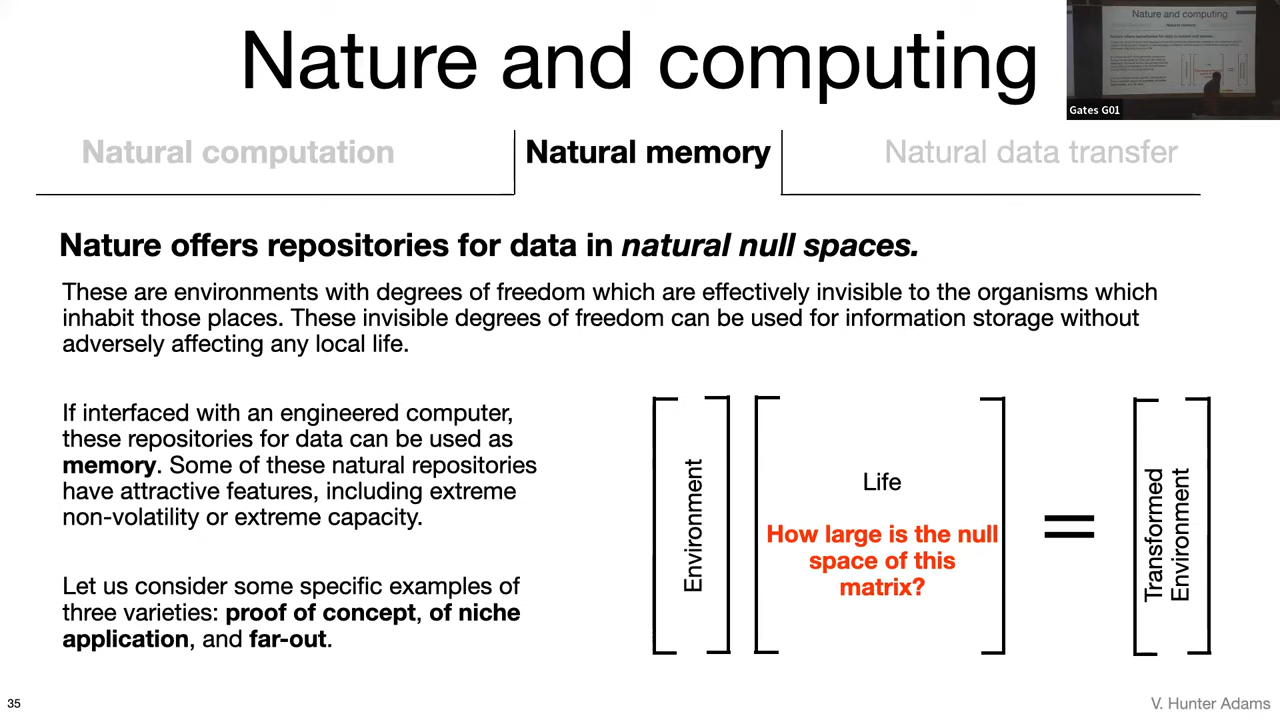 Nature and computing
Nature and computing
Natural memory
Gates G01
Natural computation
Natural memory
Natural data transfer
Nature offers repositories for data in natural null spaces.
These are environments with degrees of freedom which are effectively invisible to the organisms which
inhabit those places. These invisible degrees of freedom can be used for information storage without
adversely affecting any local life.
If interfaced with an engineered computer,
these repositories for data can be used as
memory. Some of these natural repositories
have attractive features, including extreme
non-volatility or extreme capacity.
Let us consider some specific examples of
three varieties: proof of concept, of niche
application, and far-out.
Environment
Life
How large is the null
space of this
matrix?
=
Transformed
Environment
35
V. Hunter Adams